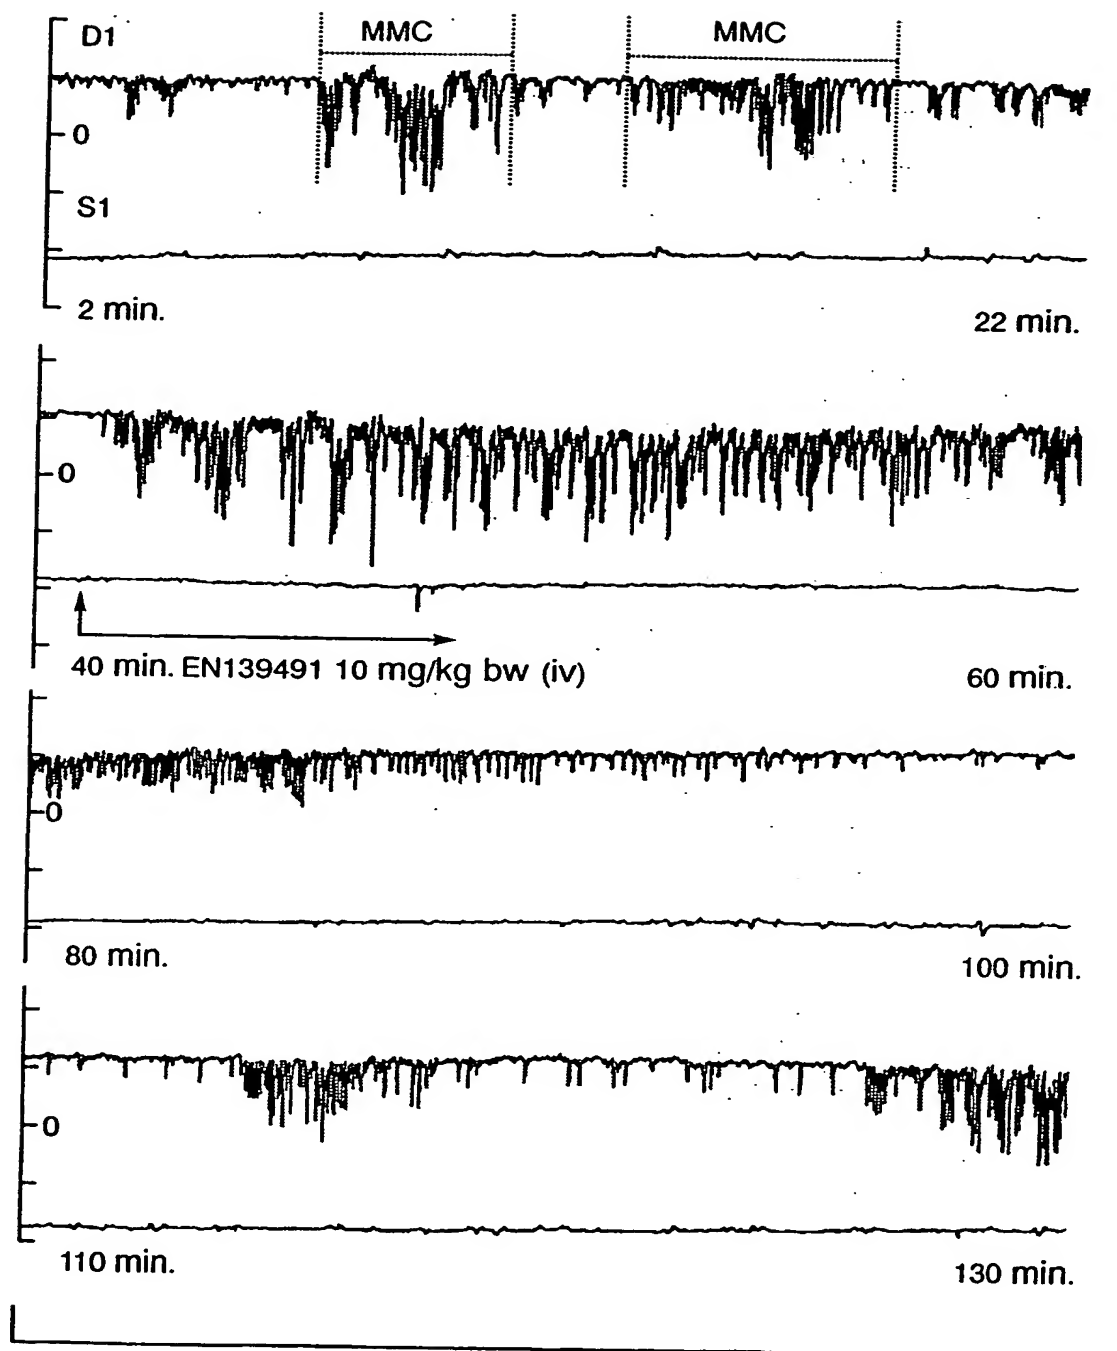 D1
MMC
MMC
0
S1
2 min.
22 min.
0
40 min. EN139491 10 mg/kg bw (iv)
60 min.
0
80 min.
100 min.
0
110 min.
130 min.